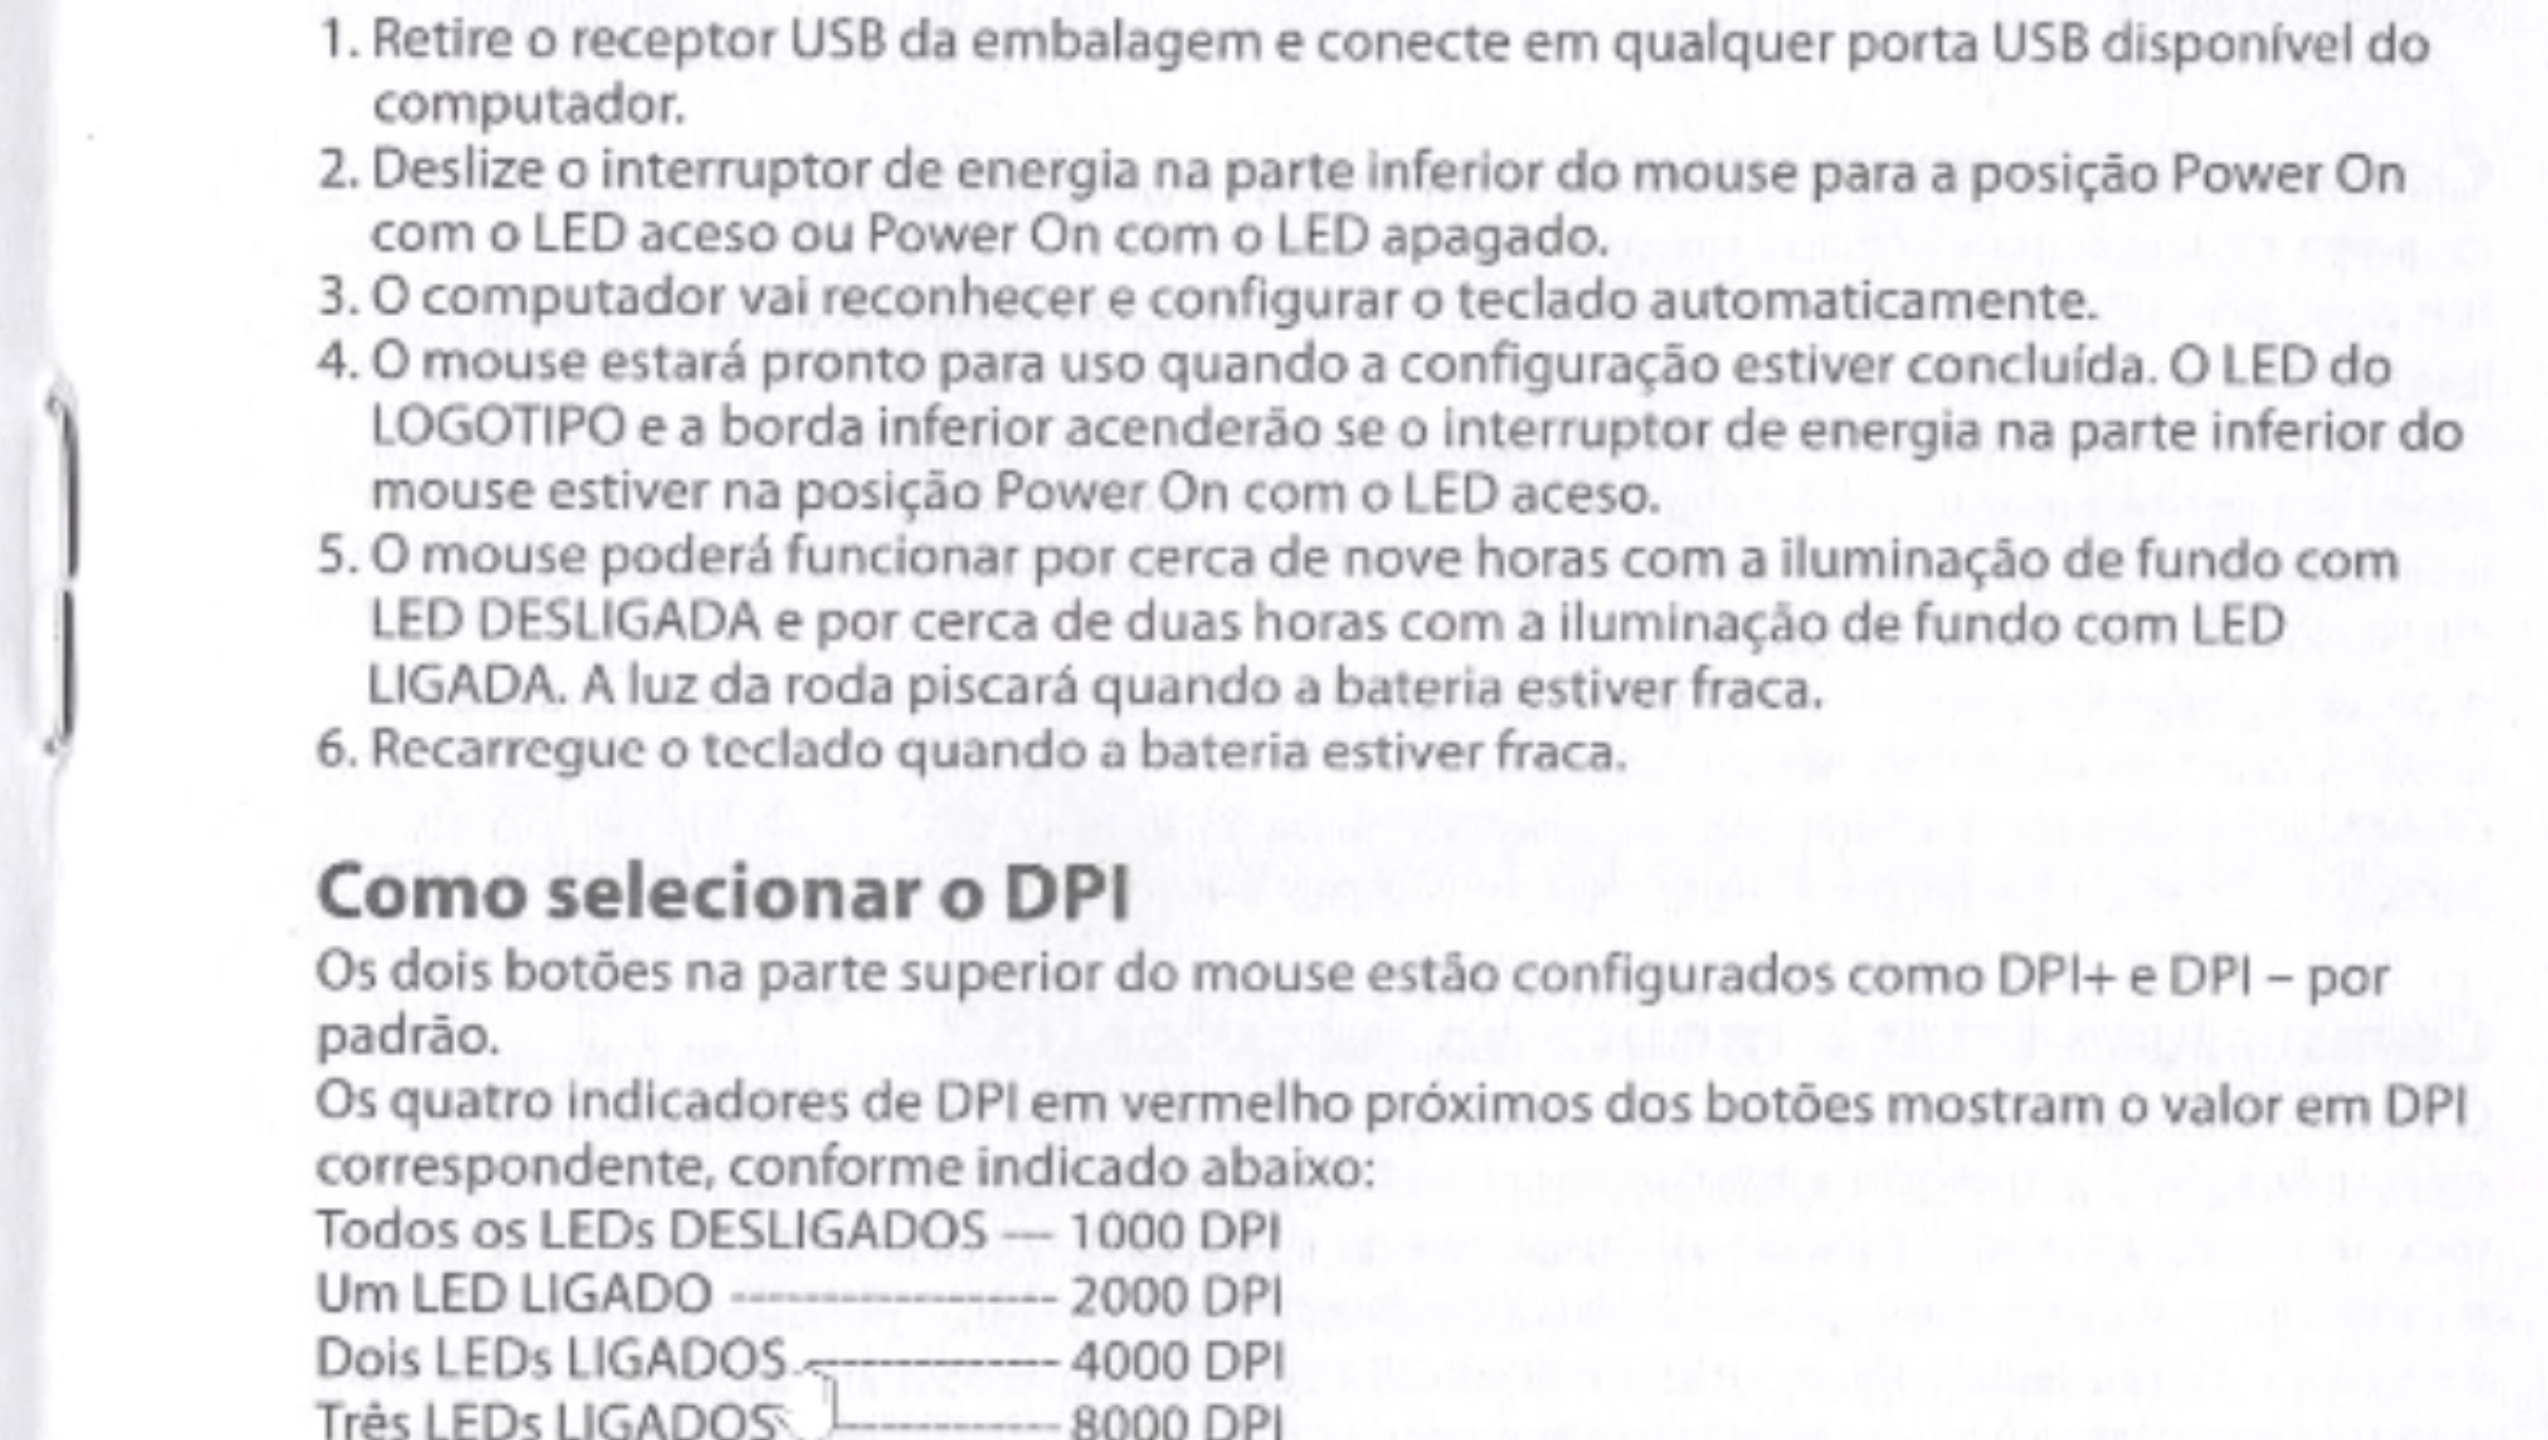 1. Retire o receptor USB da embalagem e conecte em qualquer porta USB disponível do
computador.
2. Deslize o interruptor de energia na parte inferior do mouse para a posição Power On
com o LED aceso ou Power On com o LED apagado.
3. O computador vai reconhecer e configurar o teclado automaticamente.
4. O mouse estará pronto para uso quando a configuração estiver concluída. O LED do
LOGOTIPO e a borda inferior acenderão se o interruptor de energia na parte inferior do
mouse estiver na posição Power On com o LED aceso.
5. O mouse poderá funcionar por cerca de nove horas com a iluminação de fundo com
LED DESLIGADA e por cerca de duas horas com a iluminação de fundo com LED
LIGADA. A luz da roda piscará quando a bateria estiver fraca.
6. Recarregue o teclado quando a bateria estiver fraca.
Como selecionar o DPI
Os dois botões na parte superior do mouse estão configurados como DPI+ e DPI – por
padrão.
Os quatro indicadores de DPI em vermelho próximos dos botões mostram o valor em DPI
correspondente, conforme indicado abaixo:
Todos os LEDs DESLIGADOS --- 1000 DPI
Um LED LIGADO ------------------ 2000 DPI
Dois LEDs LIGADOS -------------- 4000 DPI
Três LEDs LIGADOS ------------- 8000 DPI